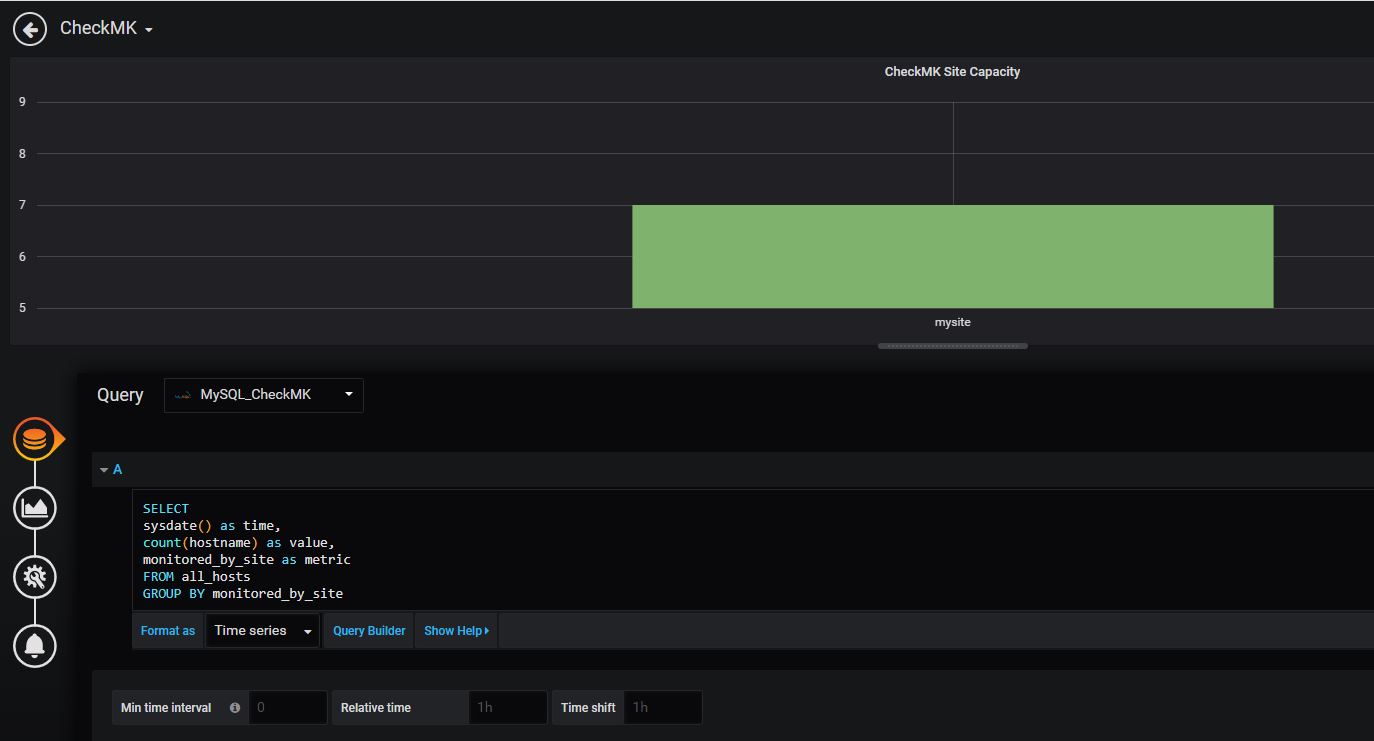 CheckMK
CheckMK Site Capacity
9
8
7
6
5
mysite
Query
MySQL_CheckMK
A
SELECT
sysdate() as time,
count(hostname) as value,
monitored_by_site as metric
FROM all_hosts
GROUP BY monitored_by_site
Format as Time series Query Builder Show Help
Min time interval 0 Relative time 1h Time shift 1h